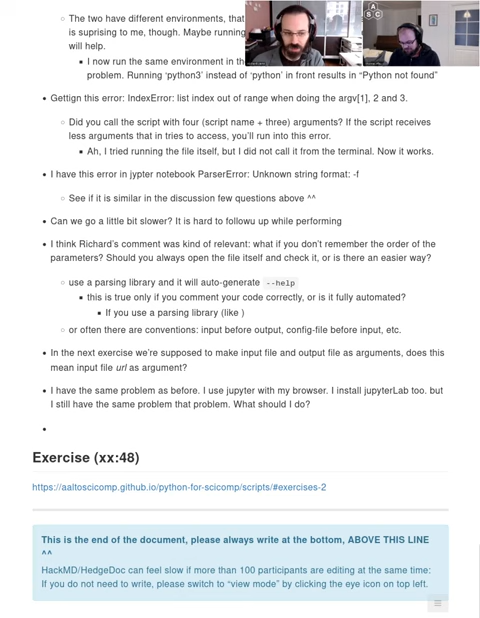 The two have different environments, that
is suprising to me, though. Maybe running
will help.
I now run the same environment in th
problem. Running ‘python3’ instead of ‘python’ in front results in “Python not found”
Gettign this error: IndexError: list index out of range when doing the argv[1], 2 and 3.
Did you call the script with four (script name + three) arguments? If the script receives
less arguments that in tries to access, you’ll run into this error.
Ah, I tried running the file itself, but I did not call it from the terminal. Now it works.
I have this error in jypter notebook ParserError: Unknown string format: -f
See if it is similar in the discussion few questions above ^^
Can we go a little bit slower? It is hard to followu up while performing
I think Richard’s comment was kind of relevant: what if you don’t remember the order of the
parameters? Should you always open the file itself and check it, or is there an easier way?
use a parsing library and it will auto-generate --help
this is true only if you comment your code correctly, or is it fully automated?
If you use a parsing library (like )
or often there are conventions: input before output, config-file before input, etc.
In the next exercise we’re supposed to make input file and output file as arguments, does this
mean input file url as argument?
I have the same problem as before. I use jupyter with my browser. I install jupyterLab too. but
I still have the same problem that problem. What should I do?
Exercise (xx:48)
https://aaltoscicomp.github.io/python-for-scicomp/scripts/#exercises-2
This is the end of the document, please always write at the bottom, ABOVE THIS LINE
^^
HackMD/HedgeDoc can feel slow if more than 100 participants are editing at the same time:
If you do not need to write, please switch to “view mode” by clicking the eye icon on top left.